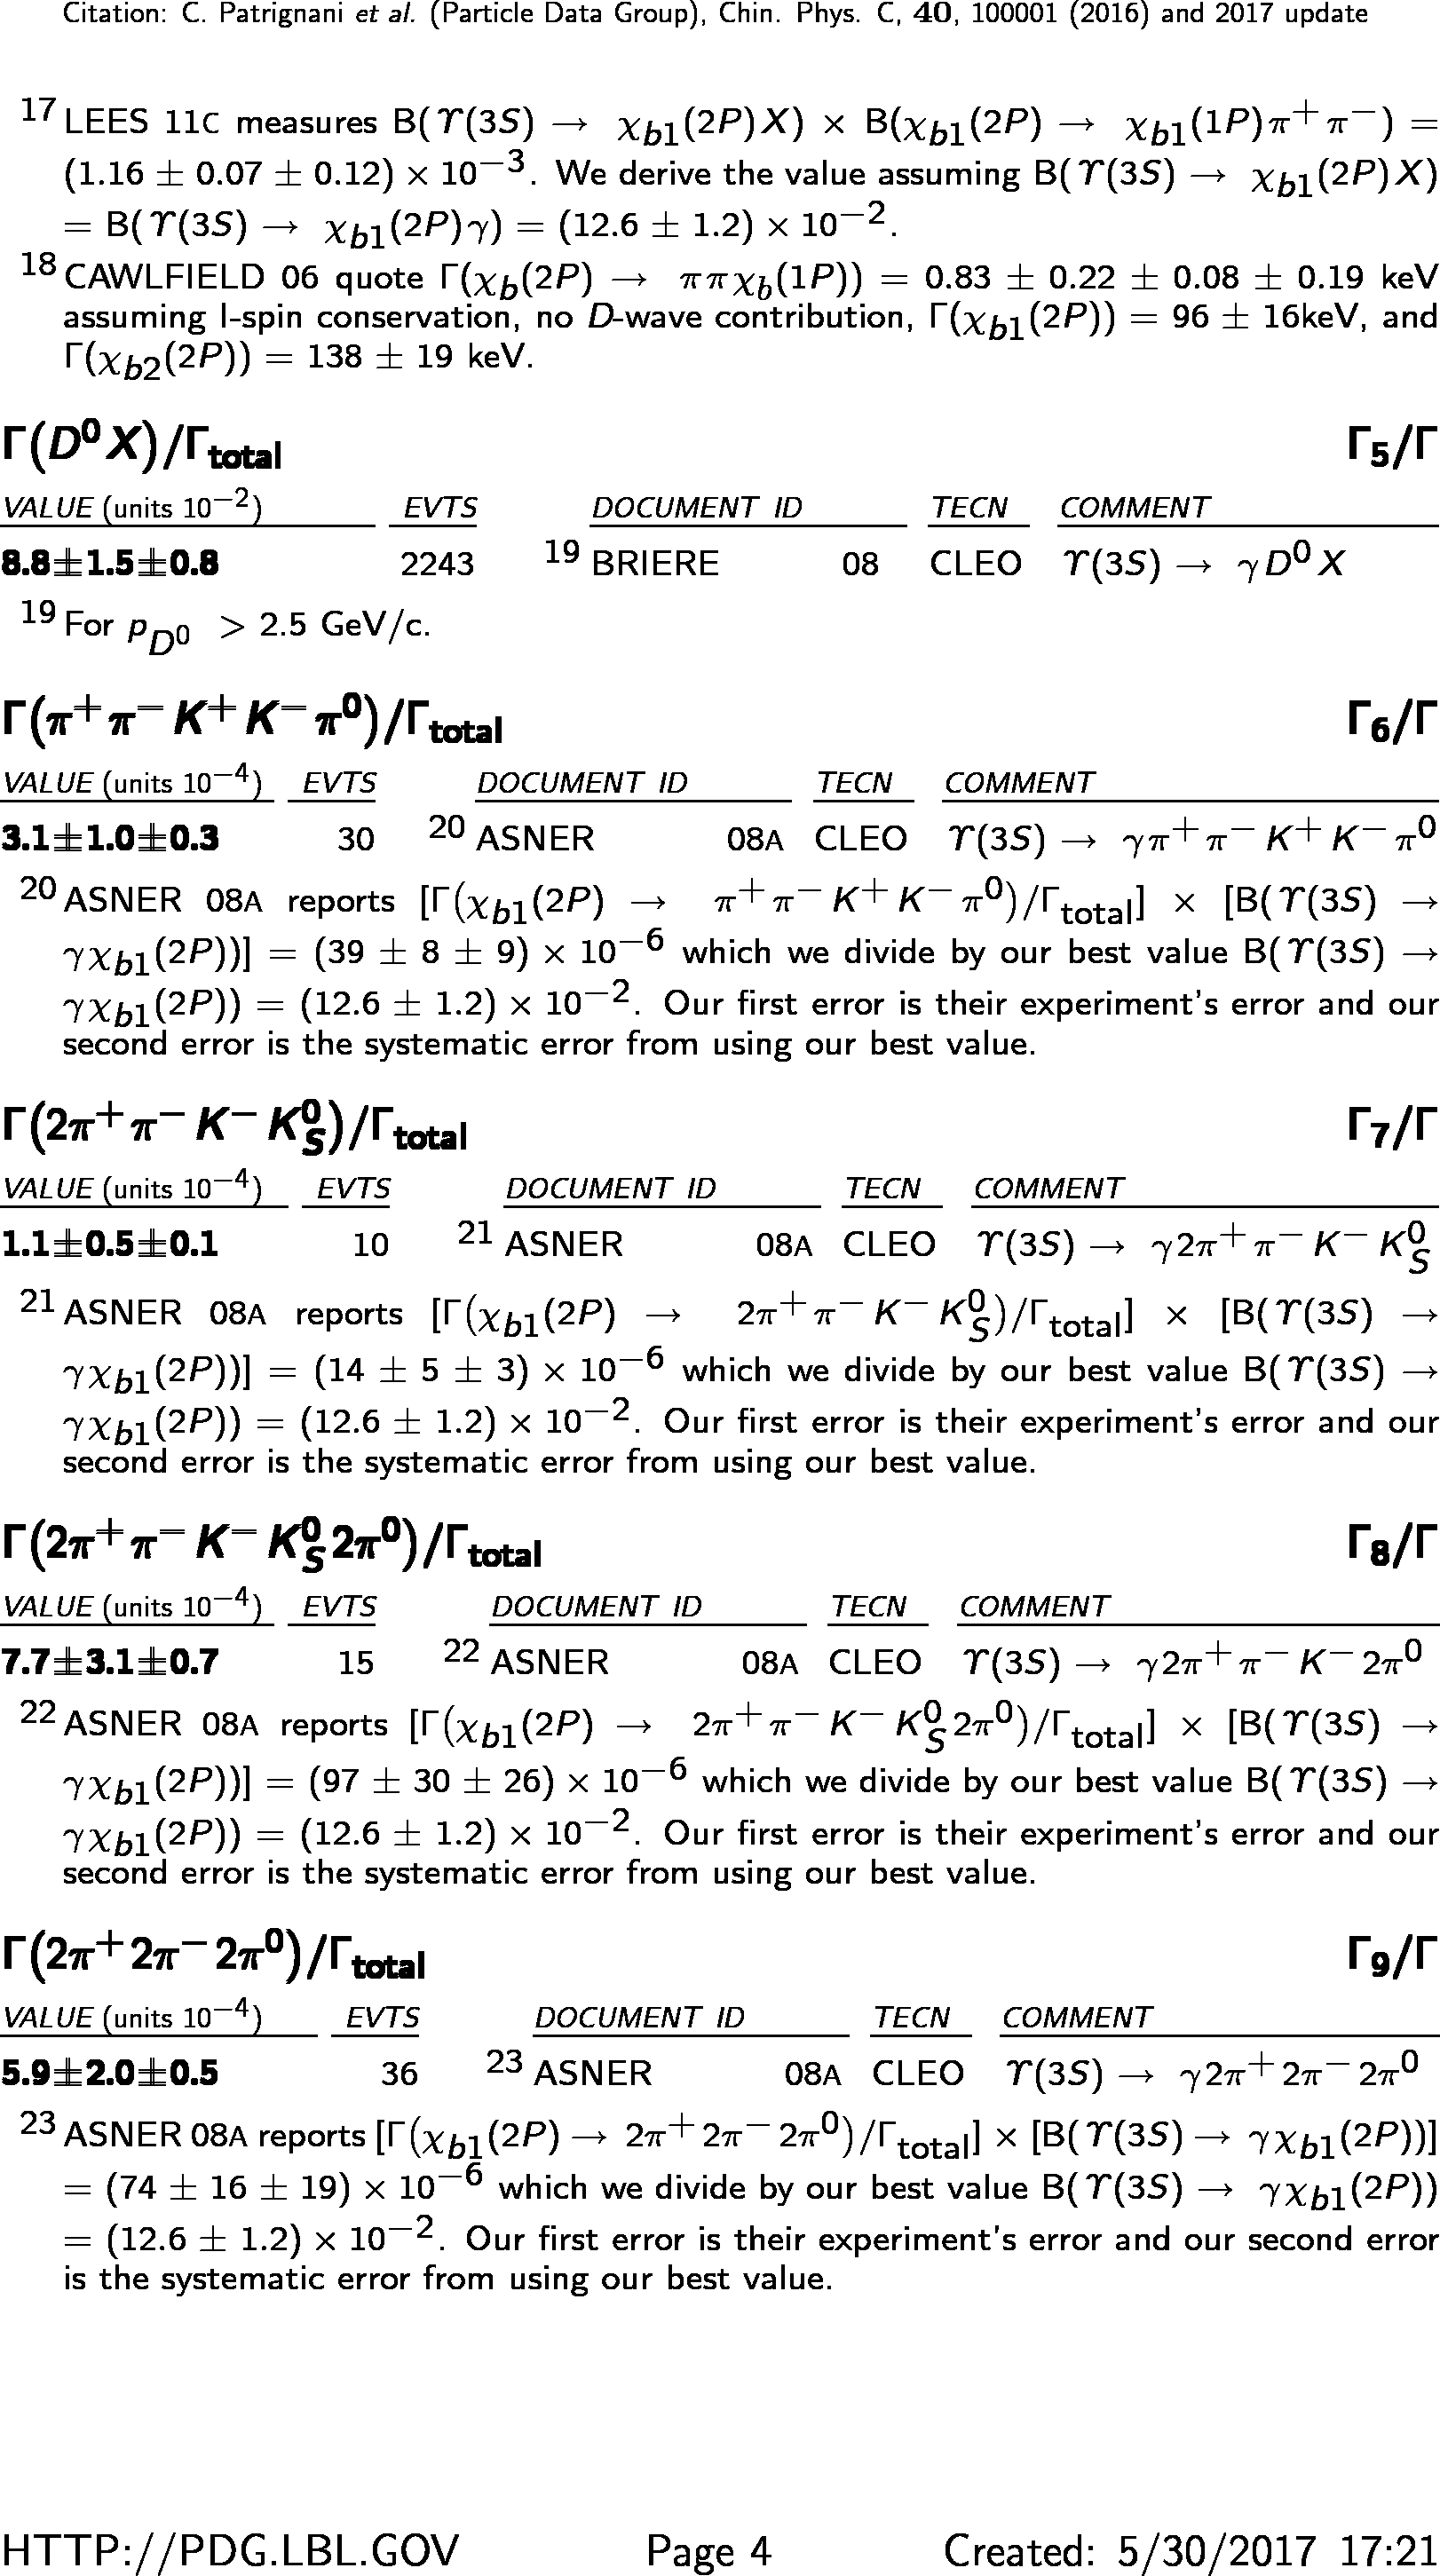 Citation: C. Patrignani et al. (Particle Data Group), Chin. Phys. C, 40, 100001 (2016) and 2017 update
17 LEES 11C measures B(ϒ(3S) → χb1(2P) X) × B(χb1(2P) → χb1(1P) π+ π−) =
(1.16 ± 0.07 ± 0.12) × 10−3. We derive the value assuming B(ϒ(3S) → χb1(2P) X)
= B(ϒ(3S) → χb1(2P) γ) = (12.6 ± 1.2) × 10−2.
18 CAWLFIELD 06 quote Γ(χb(2P) → π π χb(1P)) = 0.83 ± 0.22 ± 0.08 ± 0.19 keV
assuming I-spin conservation, no D-wave contribution, Γ(χb1(2P)) = 96 ± 16keV, and
Γ(χb2(2P)) = 138 ± 19 keV.
Γ(D0 X)/Γtotal Γ5/Γ
VALUE (units 10−2) EVTS DOCUMENT ID TECN COMMENT
8.8±1.5±0.8 2243 19 BRIERE 08 CLEO ϒ(3S) → γ D0 X
19 For pD0 > 2.5 GeV/c.
Γ(π+ π− K+ K− π0)/Γtotal Γ6/Γ
VALUE (units 10−4) EVTS DOCUMENT ID TECN COMMENT
3.1±1.0±0.3 30 20 ASNER 08A CLEO ϒ(3S) → γ π+ π− K+ K− π0
20 ASNER 08A reports [Γ(χb1(2P) → π+ π− K+ K− π0)/Γtotal] × [B(ϒ(3S) →
γ χb1(2P))] = (39 ± 8 ± 9) × 10−6 which we divide by our best value B(ϒ(3S) →
γ χb1(2P)) = (12.6 ± 1.2) × 10−2. Our first error is their experiment's error and our
second error is the systematic error from using our best value.
Γ(2π+ π− K− K0S)/Γtotal Γ7/Γ
VALUE (units 10−4) EVTS DOCUMENT ID TECN COMMENT
1.1±0.5±0.1 10 21 ASNER 08A CLEO ϒ(3S) → γ 2π+ π− K− K0S
21 ASNER 08A reports [Γ(χb1(2P) → 2π+ π− K− K0S)/Γtotal] × [B(ϒ(3S) →
γ χb1(2P))] = (14 ± 5 ± 3) × 10−6 which we divide by our best value B(ϒ(3S) →
γ χb1(2P)) = (12.6 ± 1.2) × 10−2. Our first error is their experiment's error and our
second error is the systematic error from using our best value.
Γ(2π+ π− K− K0S 2π0)/Γtotal Γ8/Γ
VALUE (units 10−4) EVTS DOCUMENT ID TECN COMMENT
7.7±3.1±0.7 15 22 ASNER 08A CLEO ϒ(3S) → γ 2π+ π− K− 2π0
22 ASNER 08A reports [Γ(χb1(2P) → 2π+ π− K− K0S 2π0)/Γtotal] × [B(ϒ(3S) →
γ χb1(2P))] = (97 ± 30 ± 26) × 10−6 which we divide by our best value B(ϒ(3S) →
γ χb1(2P)) = (12.6 ± 1.2) × 10−2. Our first error is their experiment's error and our
second error is the systematic error from using our best value.
Γ(2π+ 2π− 2π0)/Γtotal Γ9/Γ
VALUE (units 10−4) EVTS DOCUMENT ID TECN COMMENT
5.9±2.0±0.5 36 23 ASNER 08A CLEO ϒ(3S) → γ 2π+ 2π− 2π0
23 ASNER 08A reports [Γ(χb1(2P) → 2π+ 2π− 2π0)/Γtotal] × [B(ϒ(3S) → γ χb1(2P))]
= (74 ± 16 ± 19) × 10−6 which we divide by our best value B(ϒ(3S) → γ χb1(2P))
= (12.6 ± 1.2) × 10−2. Our first error is their experiment's error and our second error
is the systematic error from using our best value.
HTTP://PDG.LBL.GOV Page 4 Created: 5/30/2017 17:21